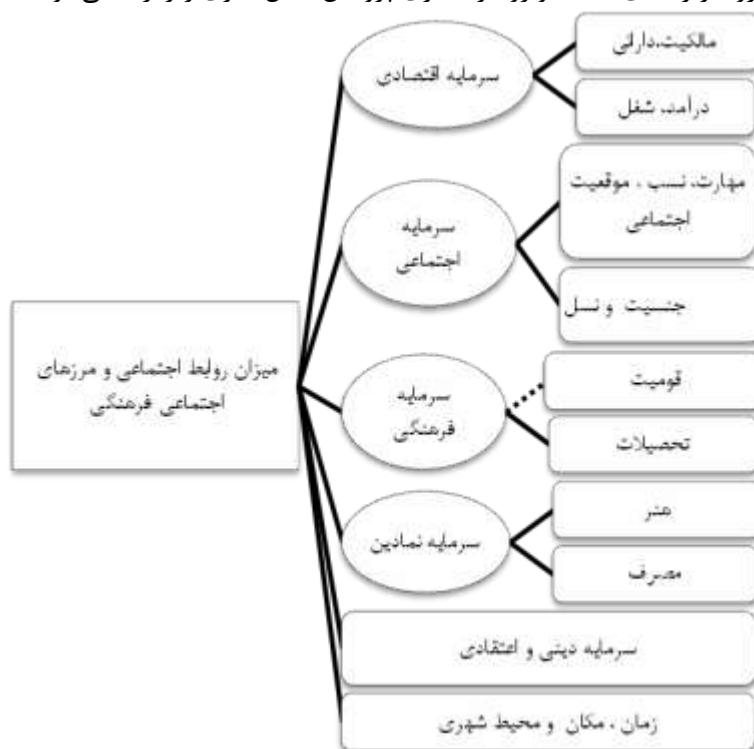 سرمایه اقتصادی
مالکیت،دارائی
درآمد، شغل
سرمایه
اجتماعی
مهارت، نسب ، موقعیت
اجتماعی
جنسیت و نسل
میزان روابط اجتماعی و مرزهای
اجتماعی فرهنگی
سرمایه
فرهنگی
قومیت
تحصیلات
سرمایه نمادین
هنر
مصرف
سرمایه دینی و اعتقادی
زمان ، مکان و محیط شهری